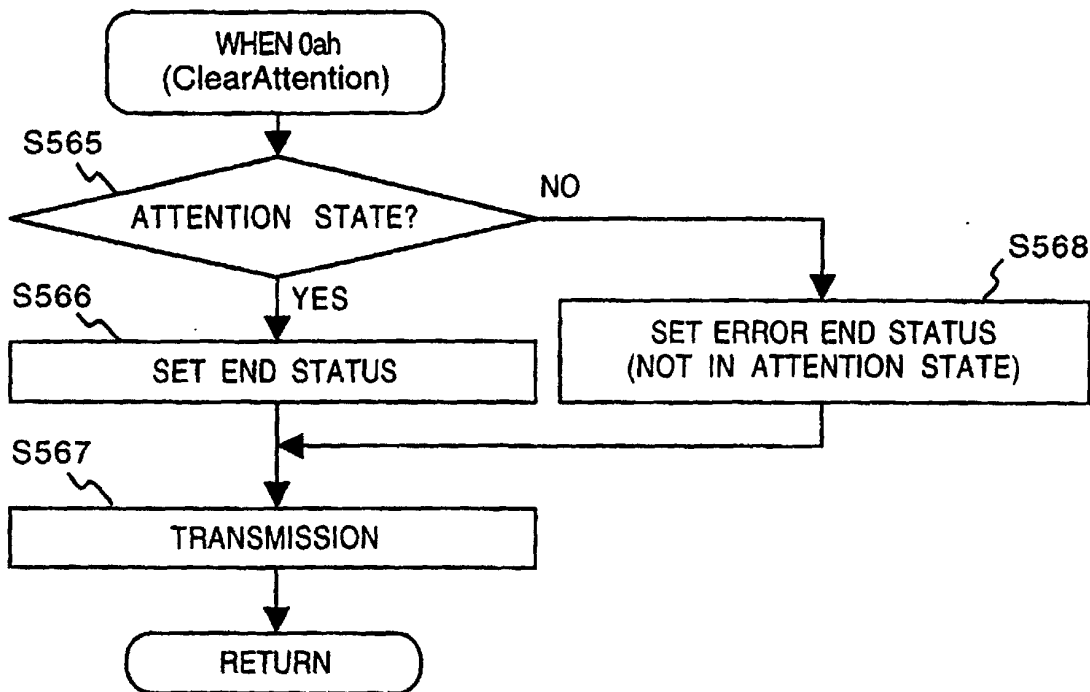 WHEN 0ah
(ClearAttention)
S565
ATTENTION STATE?
NO
YES
S566
SET END STATUS
S568
SET ERROR END STATUS
(NOT IN ATTENTION STATE)
S567
TRANSMISSION
RETURN